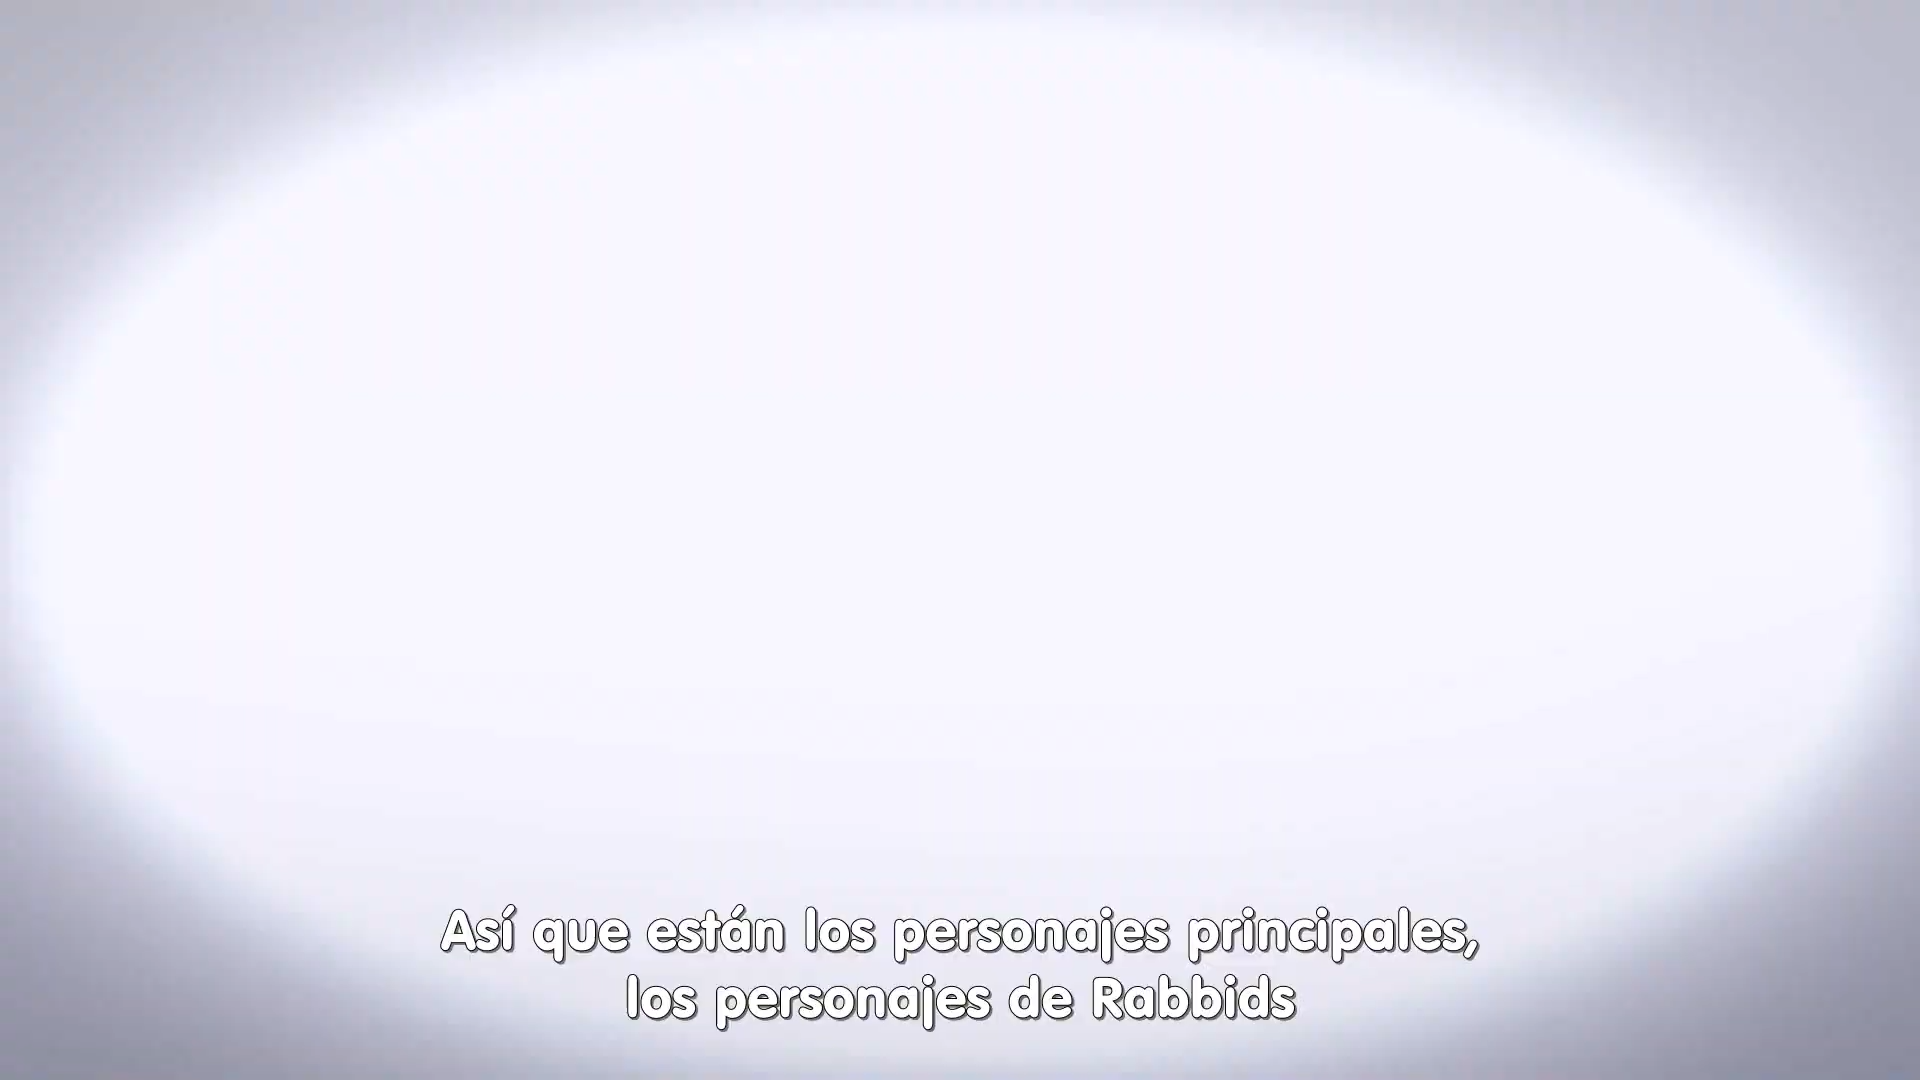 Así que están los personajes principales,
los personajes de Rabbids